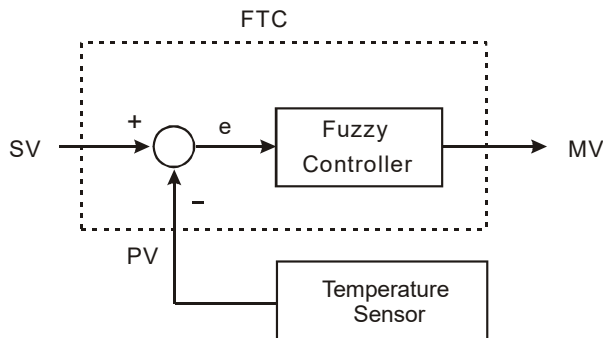 FTC
+
e
Fuzzy
Controller
SV
MV
−
PV
Temperature
Sensor